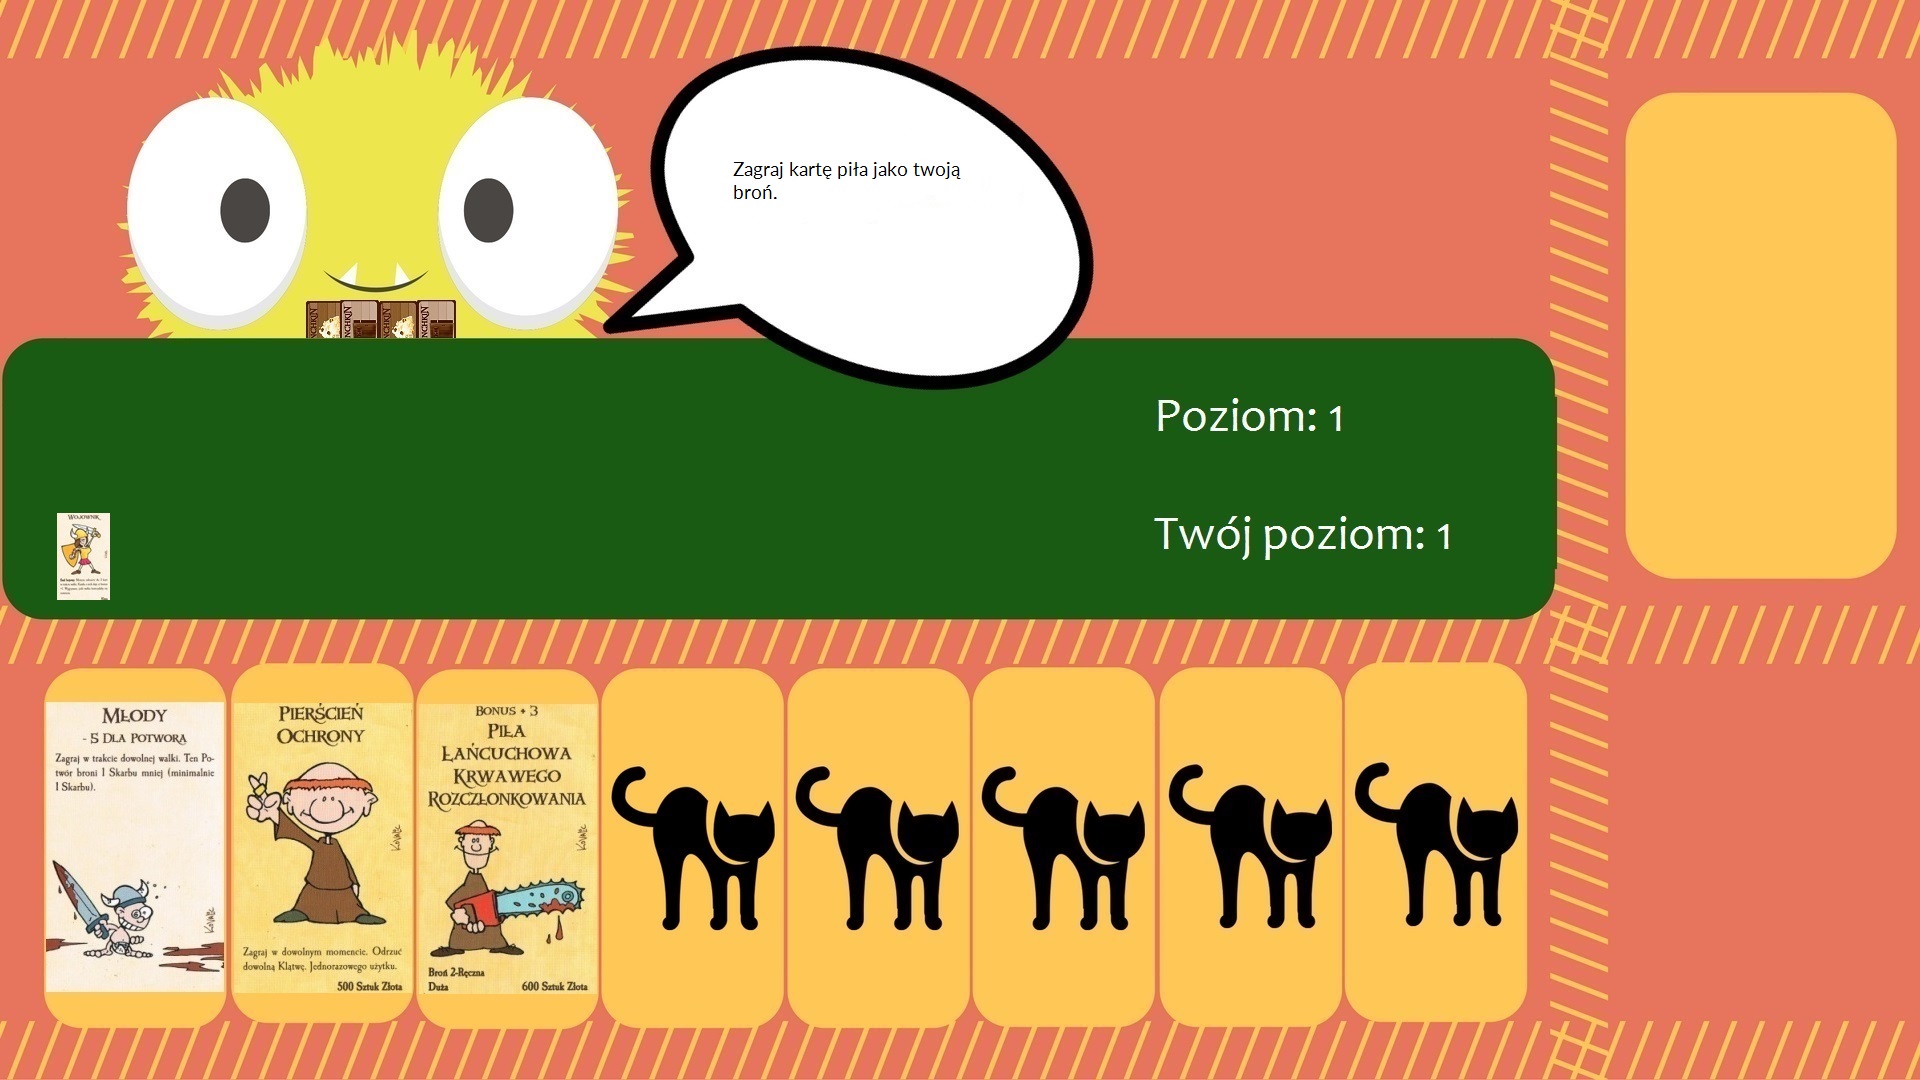 Zagraj kartę piła jako twoją
broń.
Poziom: 1
Twój poziom: 1
Wojownik
Młody
- 5 dla Potwora
Zagraj w trakcie dowolnej walki. Ten Po-
twór broni 1 Skarbu mniej (minimalnie
1 Skarbu).
Pierścień
Ochrony
Zagraj w dowolnym momencie. Odrzuć
dowolną Klątwę. Jednorazowego użytku.
500 Sztuk Złota
Bonus + 3
Piła
Łańcuchowa
Krwawego
Rozczłonkowania
Broń 2-Ręczna
Duża 600 Sztuk Złota